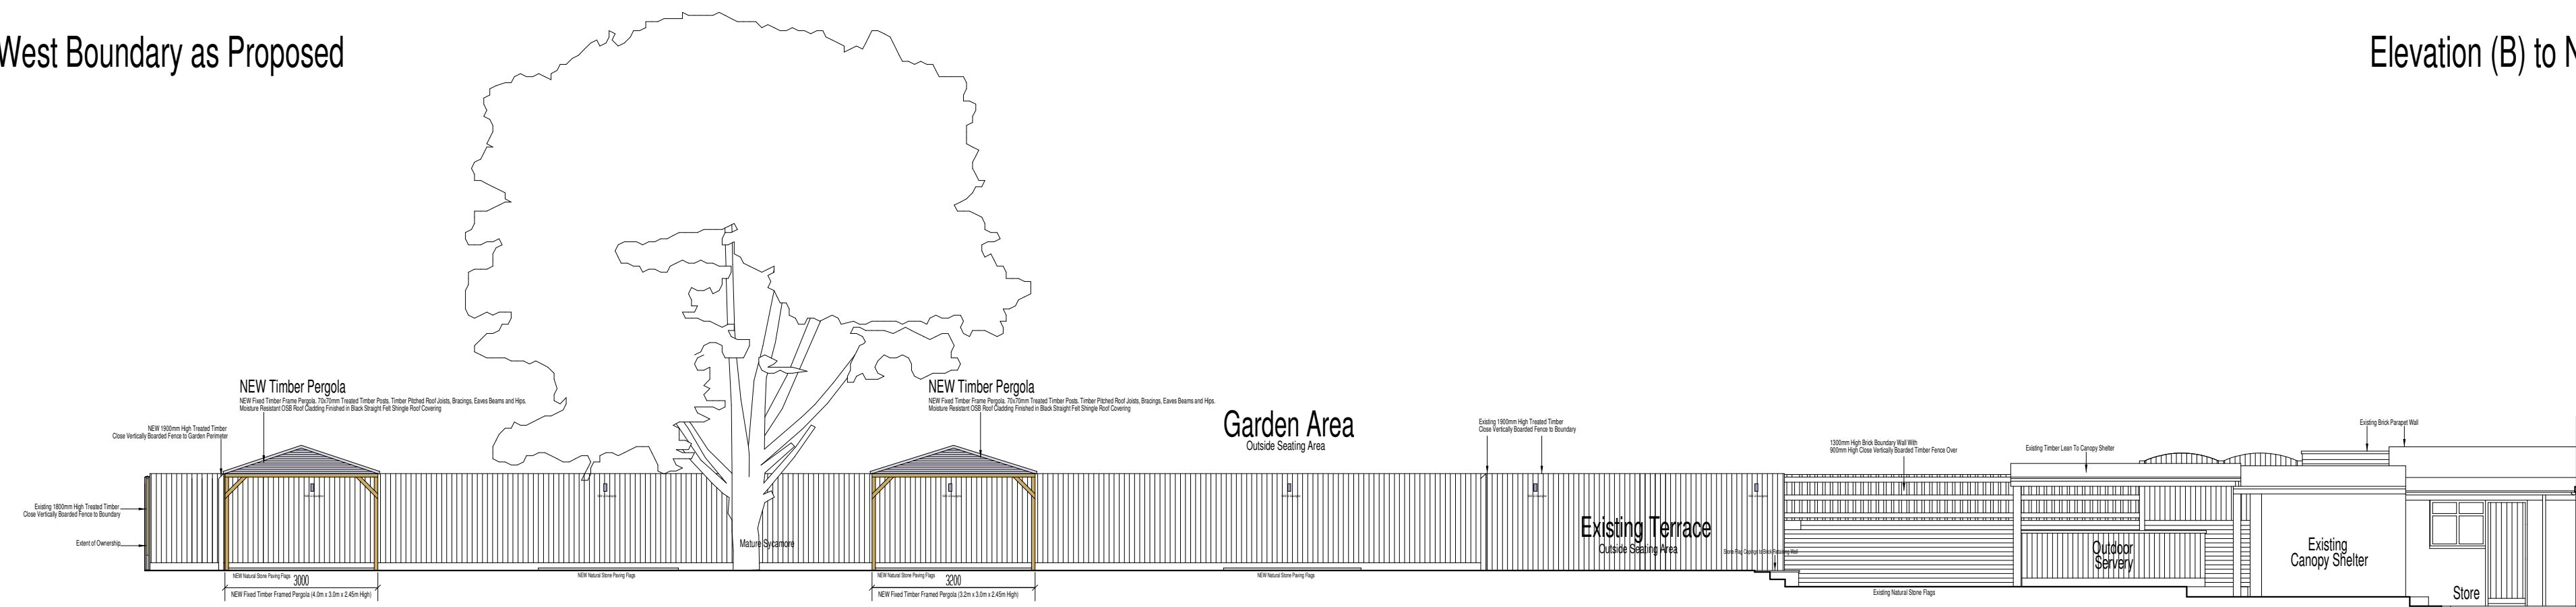 West Boundary as Proposed
Elevation (B) to N
NEW Timber Pergola
NEW Fixed Timber Frame Pergola. 70x70mm Treated Timber Posts. Timber Pitched Roof Joists, Bracings, Eaves Beams and Hips.
Moisture Resistant OSB Roof Cladding Finished in Black Straight Felt Shingle Roof Covering
NEW Timber Pergola
NEW Fixed Timber Frame Pergola. 70x70mm Treated Timber Posts. Timber Pitched Roof Joists, Bracings, Eaves Beams and Hips.
Moisture Resistant OSB Roof Cladding Finished in Black Straight Felt Shingle Roof Covering
NEW 1900mm High Treated Timber
Close Vertically Boarded Fence to Garden Perimeter
Garden Area
Outside Seating Area
Existing 1900mm High Treated Timber
Close Vertically Boarded Fence to Boundary
1300mm High Brick Boundary Wall With
900mm High Close Vertically Boarded Timber Fence Over
Existing Timber Lean To Canopy Shelter
Existing Brick Parapet Wall
Existing 1800mm High Treated Timber
Close Vertically Boarded Fence to Boundary
Extent of Ownership
Mature Sycamore
Existing Terrace
Outside Seating Area
Stone Flag Copings to Brick Retaining Wall
Outdoor
Servery
Existing
Canopy Shelter
Store
NEW Natural Stone Paving Flags
3000
NEW Fixed Timber Framed Pergola (4.0m x 3.0m x 2.45m High)
NEW Natural Stone Paving Flags
NEW Natural Stone Paving Flags
3200
NEW Fixed Timber Framed Pergola (3.2m x 3.0m x 2.45m High)
NEW Natural Stone Paving Flags
Existing Natural Stone Flags